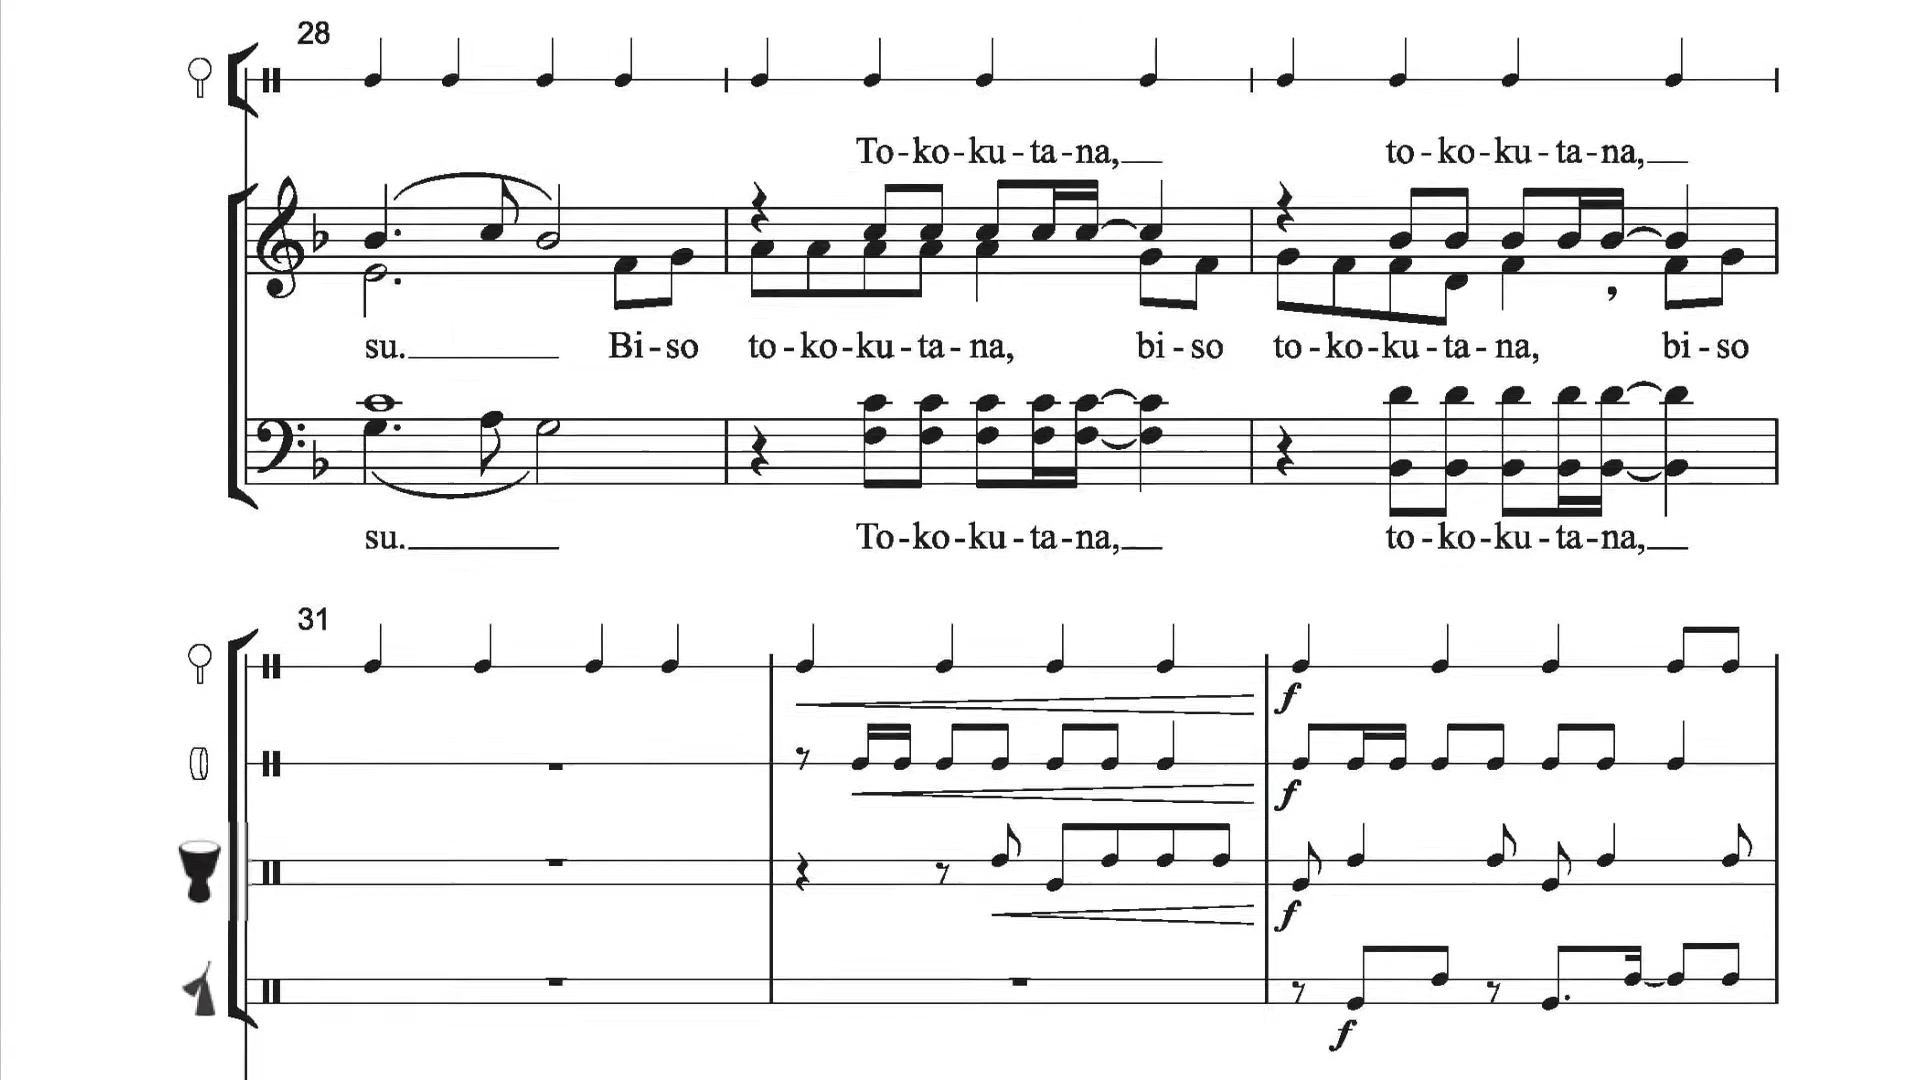 28
To-ko-ku-ta-na, to-ko-ku-ta-na,
su. Bi-so to-ko-ku-ta-na, bi-so to-ko-ku-ta-na, bi-so
su. To-ko-ku-ta-na, to-ko-ku-ta-na,
31
f
f
f
f